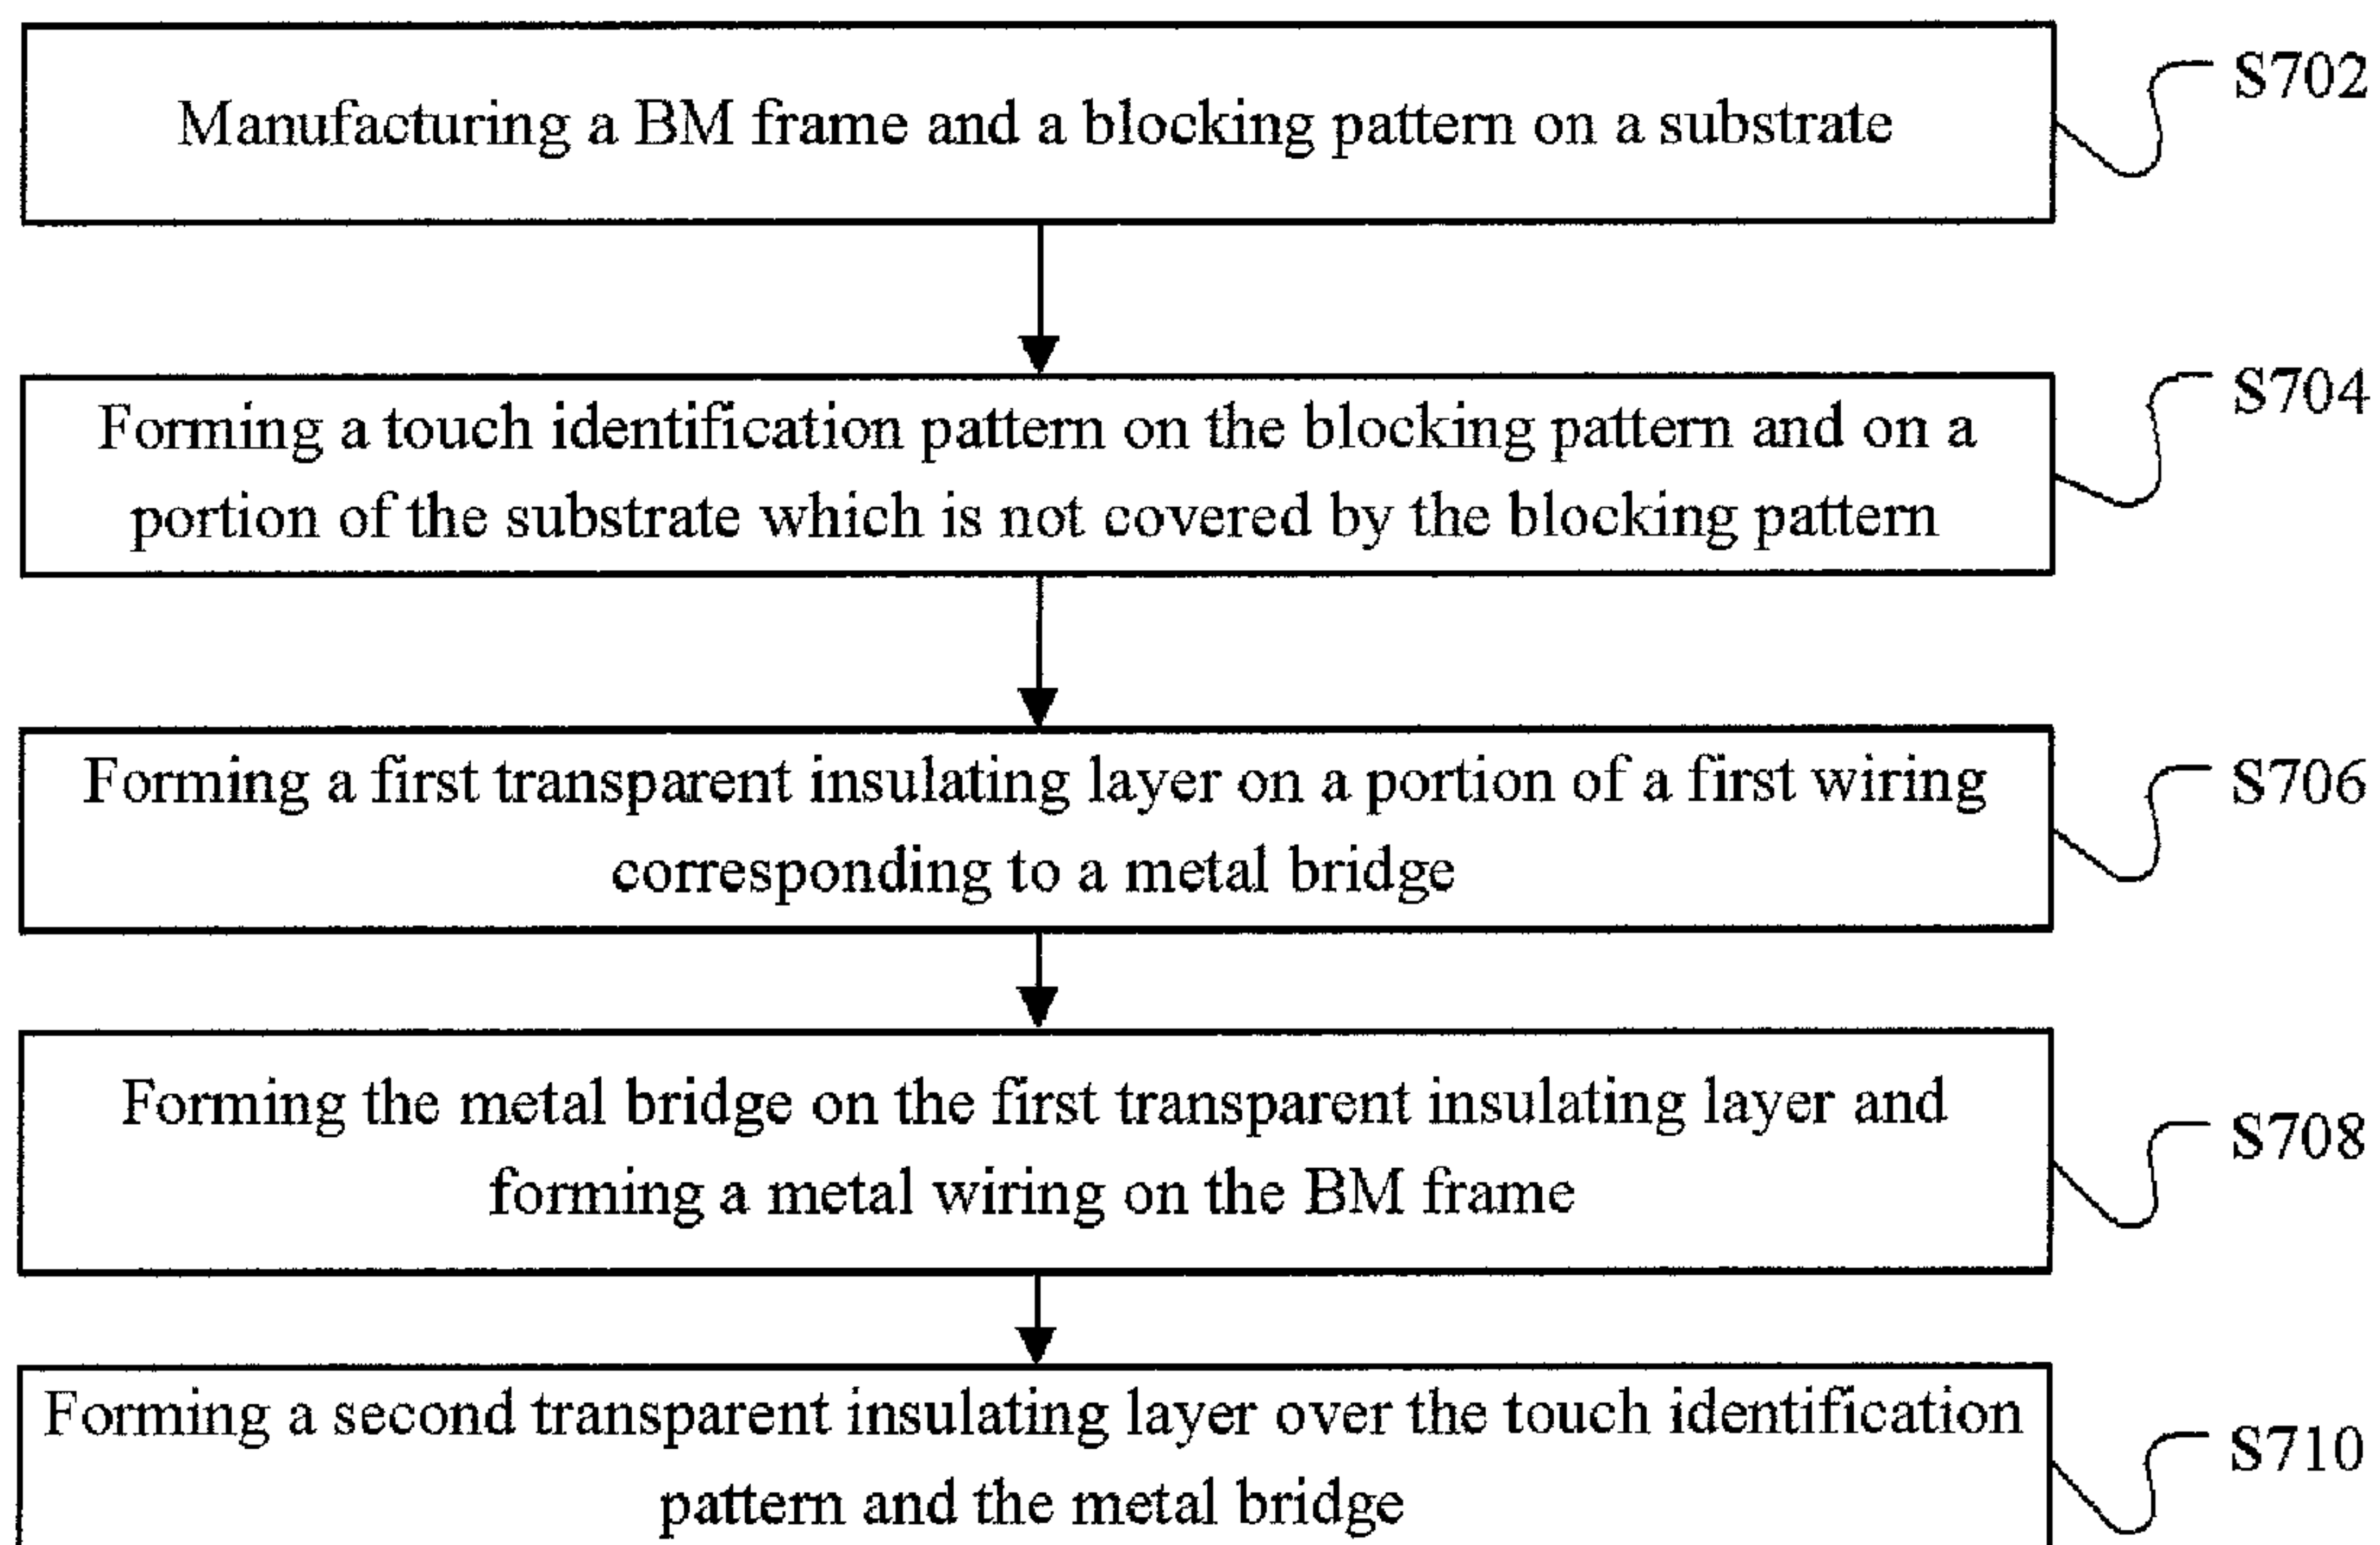 Manufacturing a BM frame and a blocking pattern on a substrate
S702
Forming a touch identification pattern on the blocking pattern and on a
portion of the substrate which is not covered by the blocking pattern
S704
Forming a first transparent insulating layer on a portion of a first wiring
corresponding to a metal bridge
S706
Forming the metal bridge on the first transparent insulating layer and
forming a metal wiring on the BM frame
S708
Forming a second transparent insulating layer over the touch identification
pattern and the metal bridge
S710